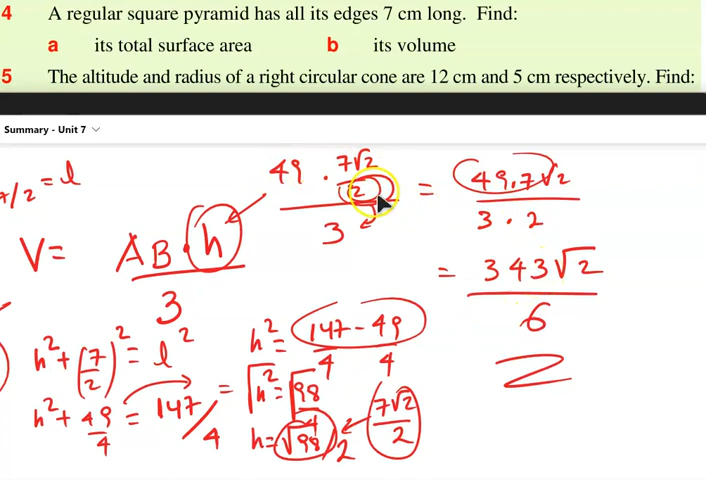 4 A regular square pyramid has all its edges 7 cm long. Find:
a its total surface area b its volume
5 The altitude and radius of a right circular cone are 12 cm and 5 cm respectively. Find:
Summary - Unit 7
7/2 = l
V = AB·h / 3
49 · 7√2/2 / 3 = 49.7√2 / 3 · 2
= 343√2 / 6
h² + (7/2)² = l²
h² + 49/4 = 147/4
h² = 147 - 49 / 4 4
= √h² = √98/4
h = √98/2
7√2/2